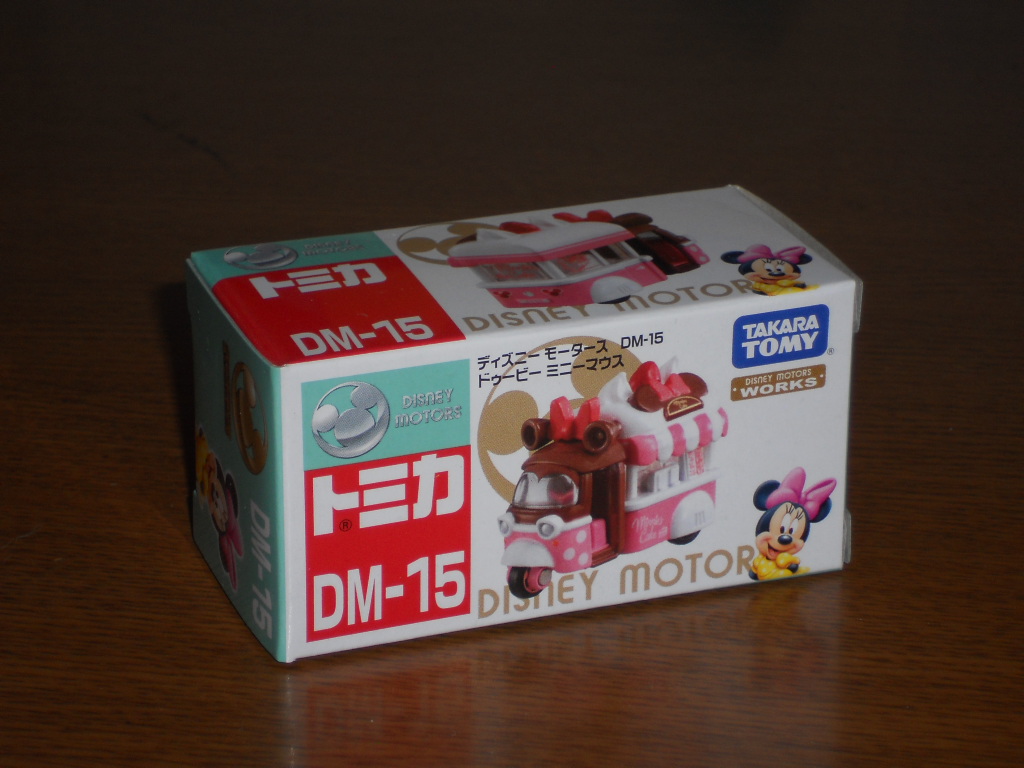 DISNEY
MOTORS
トミカ
DM-15
DISNEY MOTOR
DISNEY
MOTORS
トミカ
®
DM-15
ディズニー モータース DM-15
ドゥービー ミニーマウス
TAKARA
TOMY
®
DISNEY MOTORS
WORKS
DISNEY MOTOR
DM-15